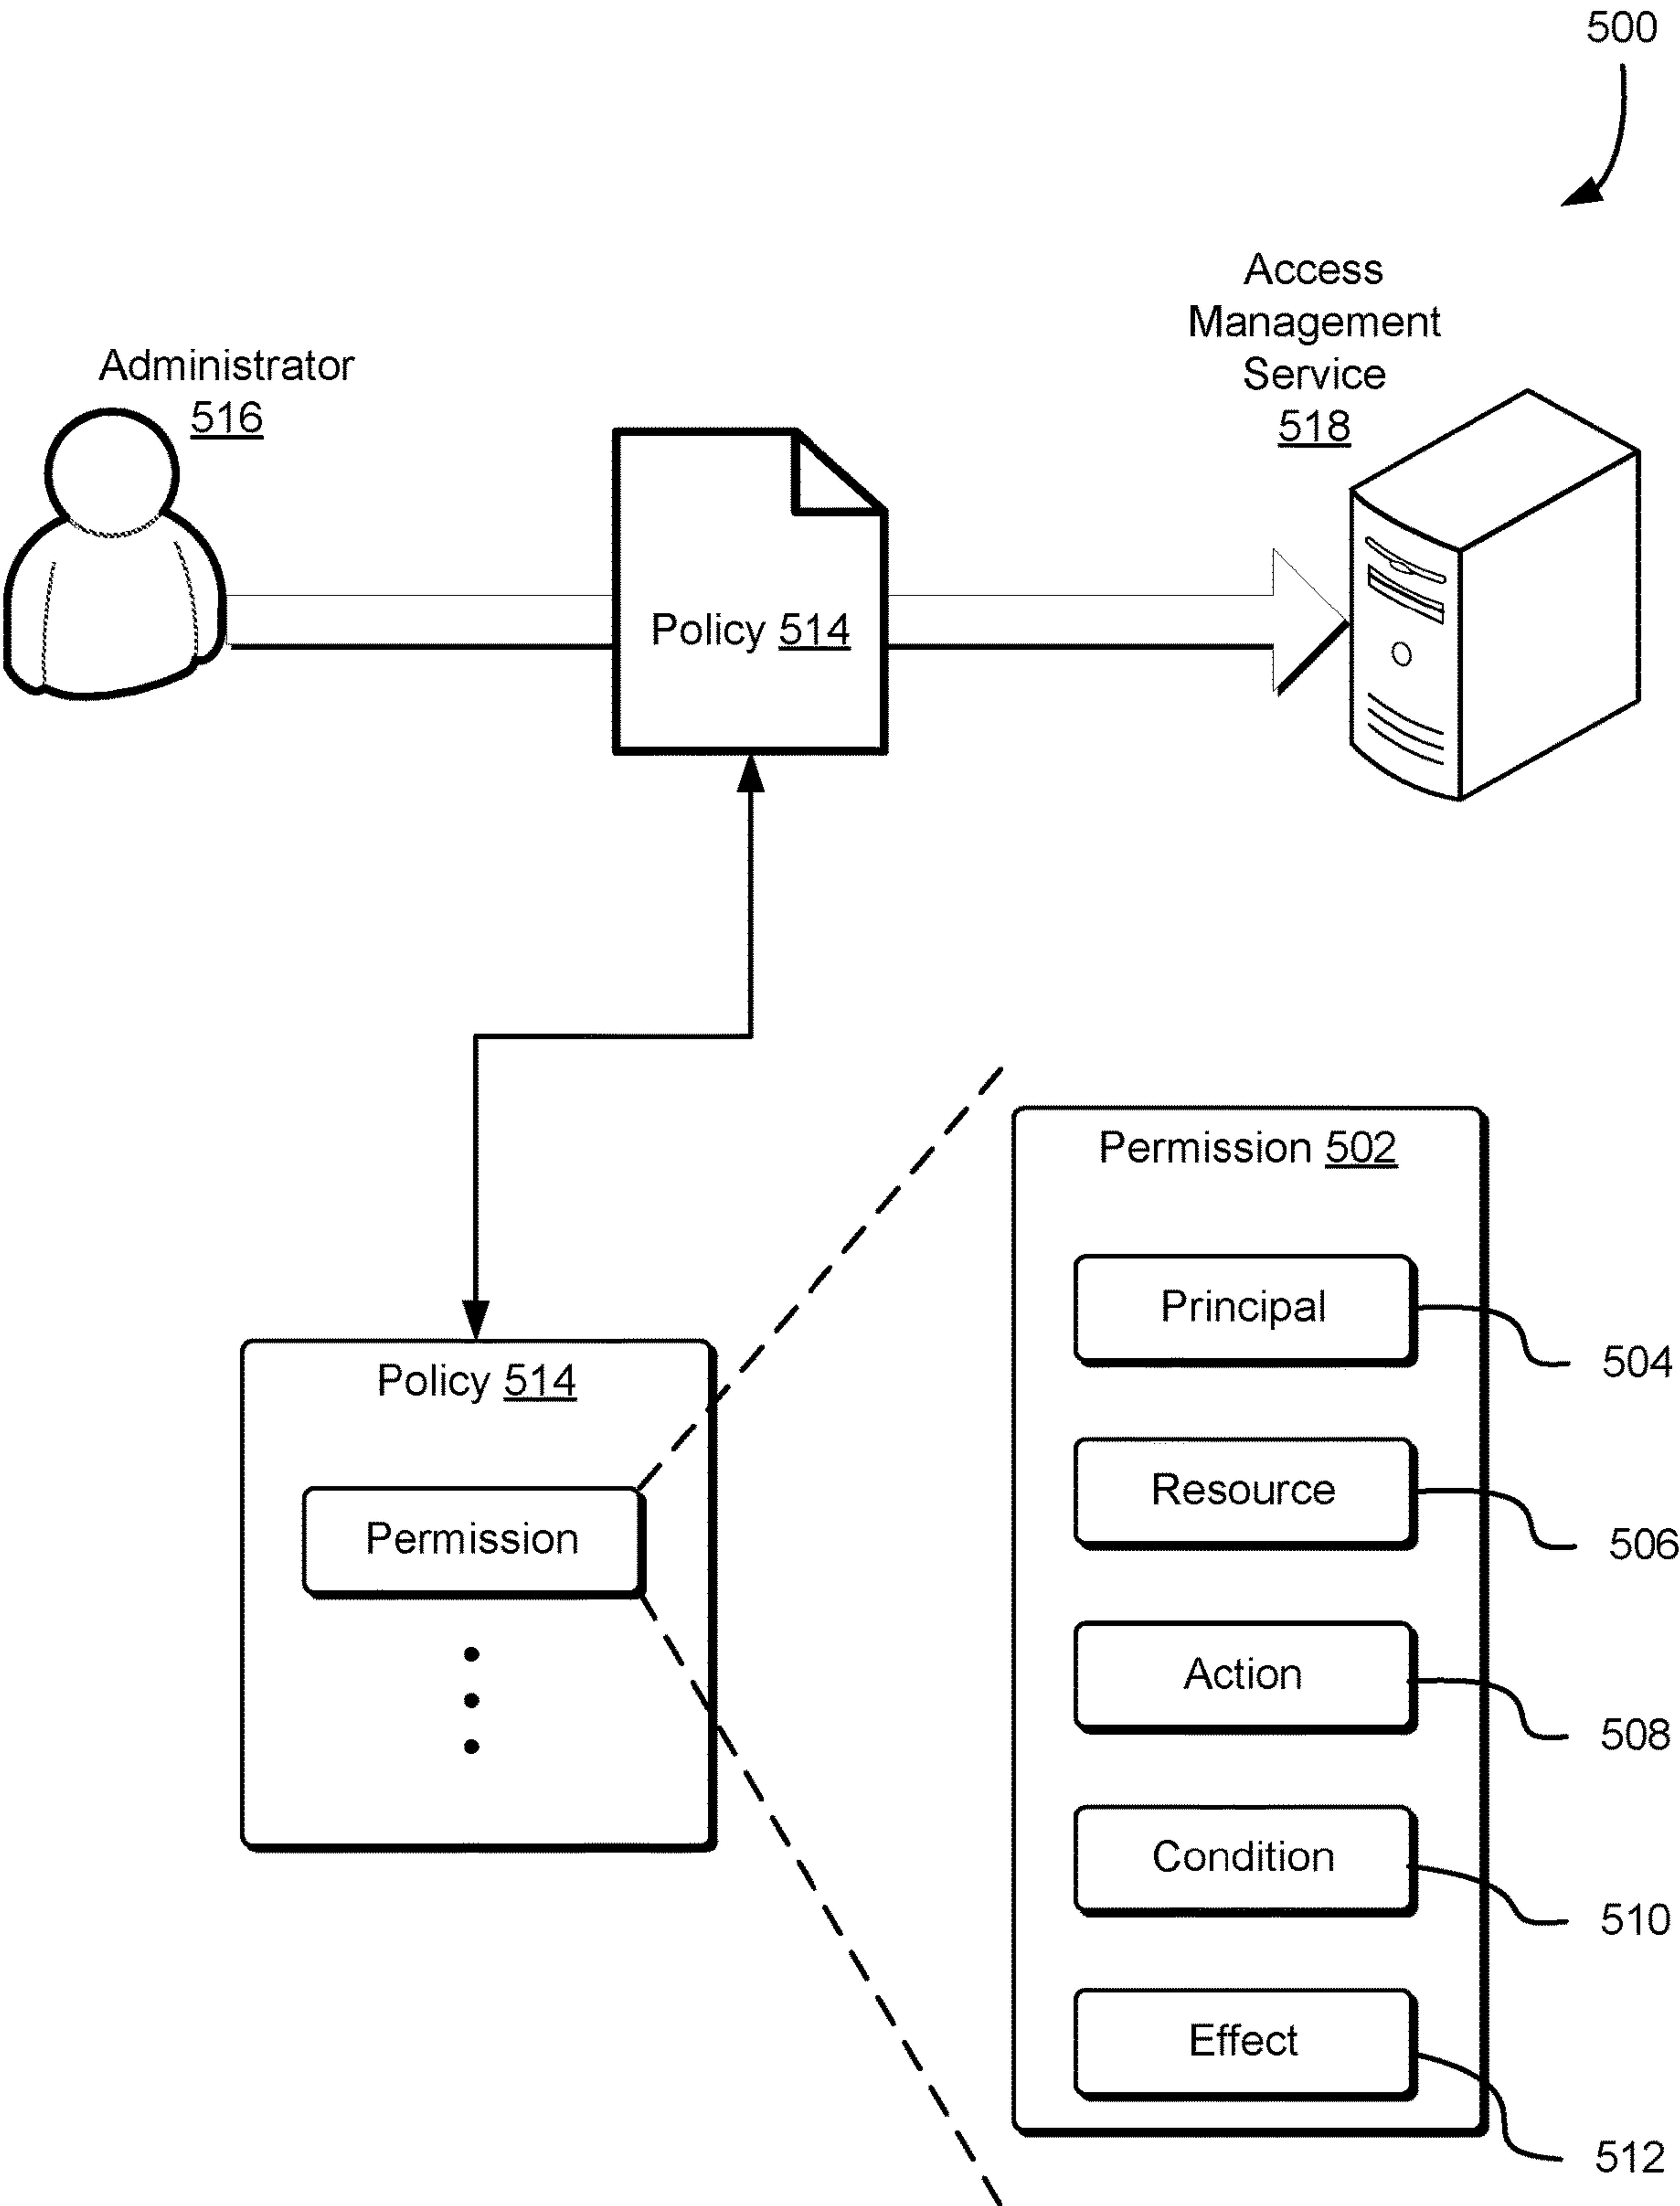 500
Access
Management
Service
518
Administrator
516
Policy 514
Permission 502
Principal
504
Policy 514
Resource
Permission
506
Action
508
Condition
510
Effect
512